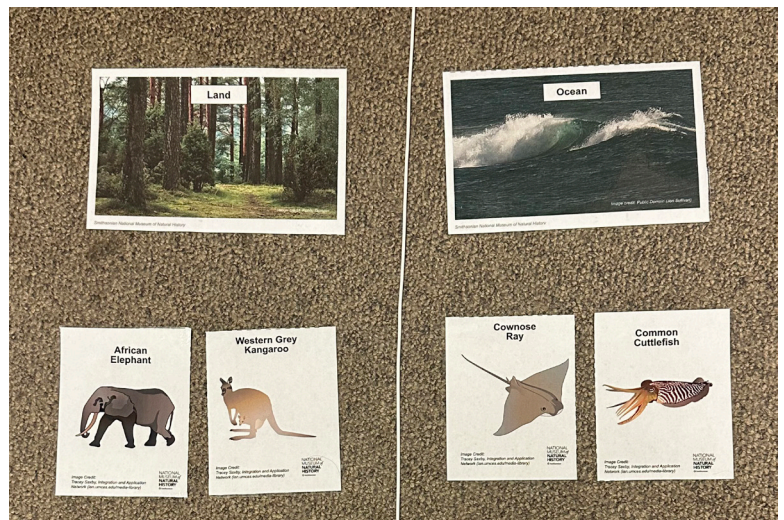 Land
Smithsonian National Museum of Natural History
Ocean
Image credit: Public Domain (Jon Sullivan)
Smithsonian National Museum of Natural History
African
Elephant
Image Credit:
Tracey Saxby, Integration and Application
Network (ian.umces.edu/media-library)
NATIONAL
MUSEUM of
NATURAL
HISTORY
Smithsonian
Western Grey
Kangaroo
Image Credit:
Tracey Saxby, Integration and Application
Network (ian.umces.edu/media-library)
NATIONAL
MUSEUM of
NATURAL
HISTORY
Smithsonian
Cownose
Ray
Image Credit:
Tracey Saxby, Integration and Application
Network (ian.umces.edu/media-library)
NATIONAL
MUSEUM of
NATURAL
HISTORY
Smithsonian
Common
Cuttlefish
Image Credit:
Tracey Saxby, Integration and Application
Network (ian.umces.edu/media-library)
NATIONAL
MUSEUM of
NATURAL
HISTORY
Smithsonian